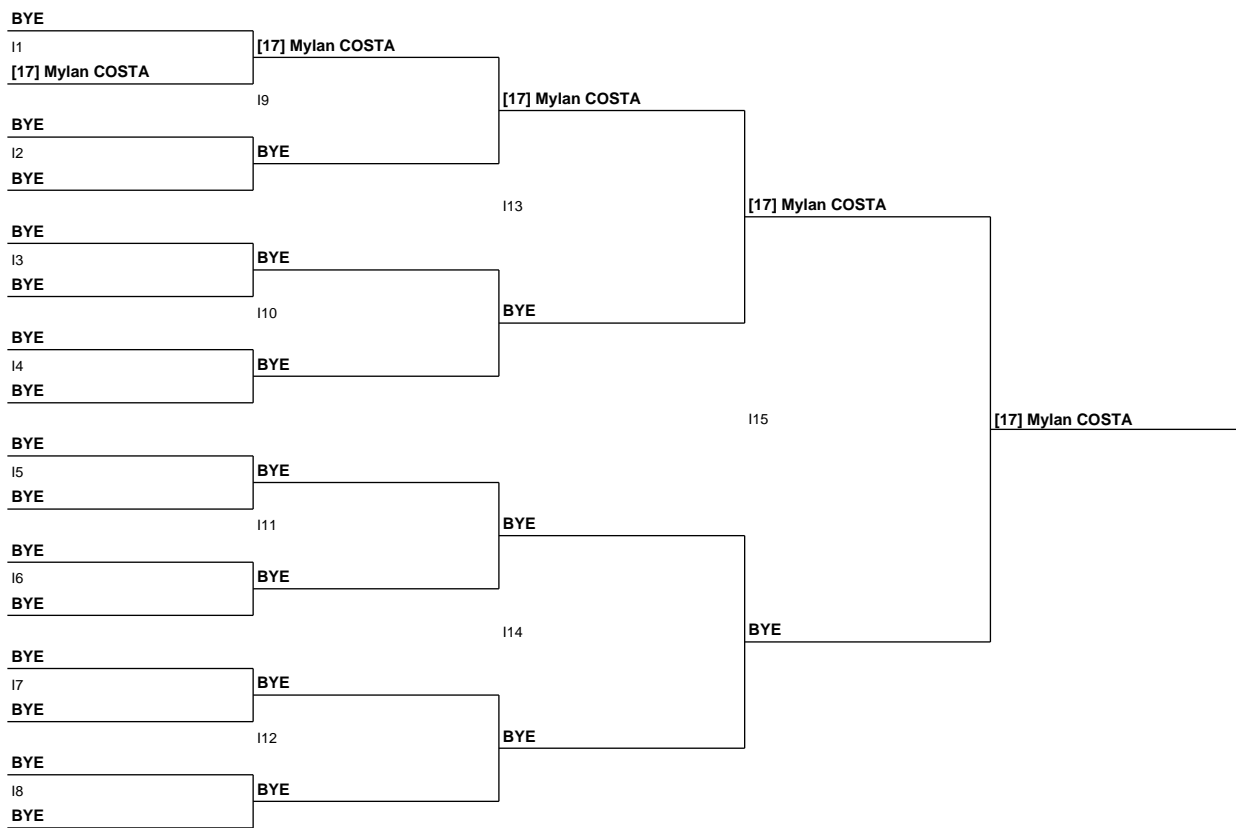 BYE
I1
[17] Mylan COSTA
[17] Mylan COSTA
I9
[17] Mylan COSTA
BYE
I2
BYE
BYE
I13
[17] Mylan COSTA
BYE
I3
BYE
BYE
I10
BYE
BYE
I4
BYE
BYE
I15
[17] Mylan COSTA
BYE
I5
BYE
BYE
I11
BYE
BYE
I6
BYE
BYE
I14
BYE
BYE
I7
BYE
BYE
I12
BYE
BYE
I8
BYE
BYE